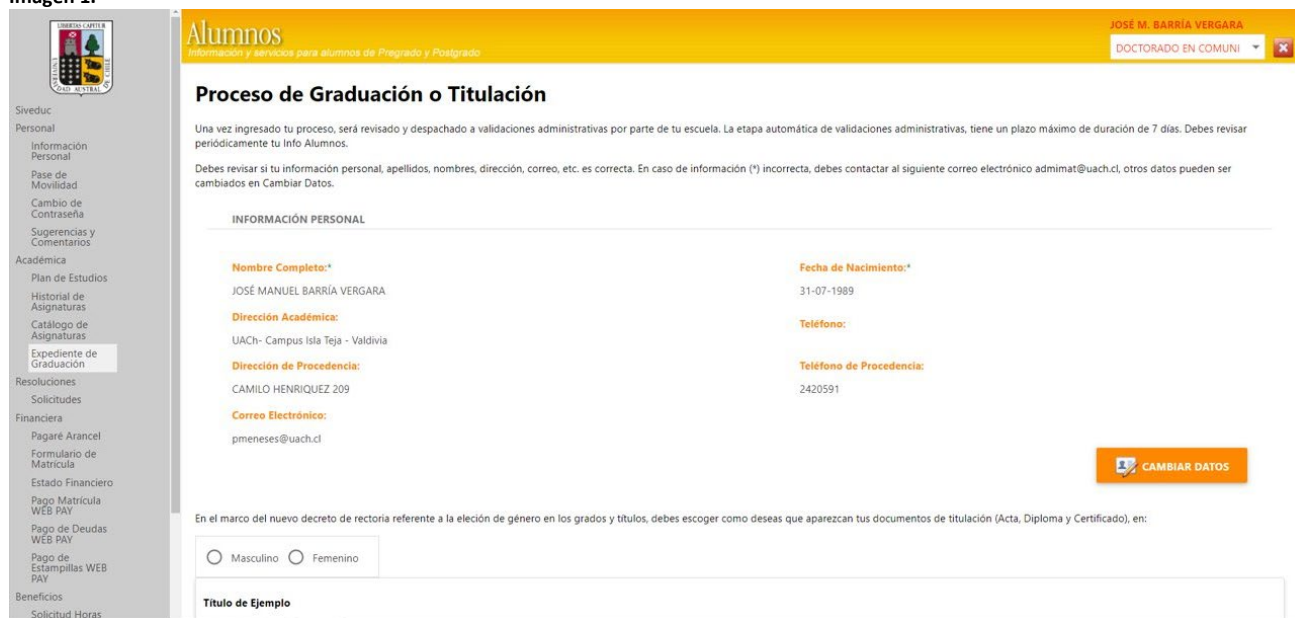 Imagen 1:
LIBERTAS CAPITUR
UNIVERSIDAD AUSTRAL DE CHILE
Alumnos
Información y servicios para alumnos de Pregrado y Postgrado
JOSÉ M. BARRÍA VERGARA
DOCTORADO EN COMUNI
Siveduc
Personal
Información
Personal
Pase de
Movilidad
Cambio de
Contraseña
Sugerencias y
Comentarios
Académica
Plan de Estudios
Historial de
Asignaturas
Catálogo de
Asignaturas
Expediente de
Graduación
Resoluciones
Solicitudes
Financiera
Pagaré Arancel
Formulario de
Matrícula
Estado Financiero
Pago Matrícula
WEB PAY
Pago de Deudas
WEB PAY
Pago de
Estampillas WEB
PAY
Beneficios
Solicitud Horas
Proceso de Graduación o Titulación
Una vez ingresado tu proceso, será revisado y despachado a validaciones administrativas por parte de tu escuela. La etapa automática de validaciones administrativas, tiene un plazo máximo de duración de 7 días. Debes revisar
periódicamente tu Info Alumnos.
Debes revisar si tu información personal, apellidos, nombres, dirección, correo, etc. es correcta. En caso de información (*) incorrecta, debes contactar al siguiente correo electrónico admimat@uach.cl, otros datos pueden ser
cambiados en Cambiar Datos.
INFORMACIÓN PERSONAL
Nombre Completo:*
JOSÉ MANUEL BARRÍA VERGARA
Fecha de Nacimiento:*
31-07-1989
Dirección Académica:
UACh- Campus Isla Teja - Valdivia
Teléfono:
Dirección de Procedencia:
CAMILO HENRIQUEZ 209
Teléfono de Procedencia:
2420591
Correo Electrónico:
pmeneses@uach.cl
CAMBIAR DATOS
En el marco del nuevo decreto de rectoria referente a la eleción de género en los grados y títulos, debes escoger como deseas que aparezcan tus documentos de titulación (Acta, Diploma y Certificado), en:
Masculino Femenino
Título de Ejemplo